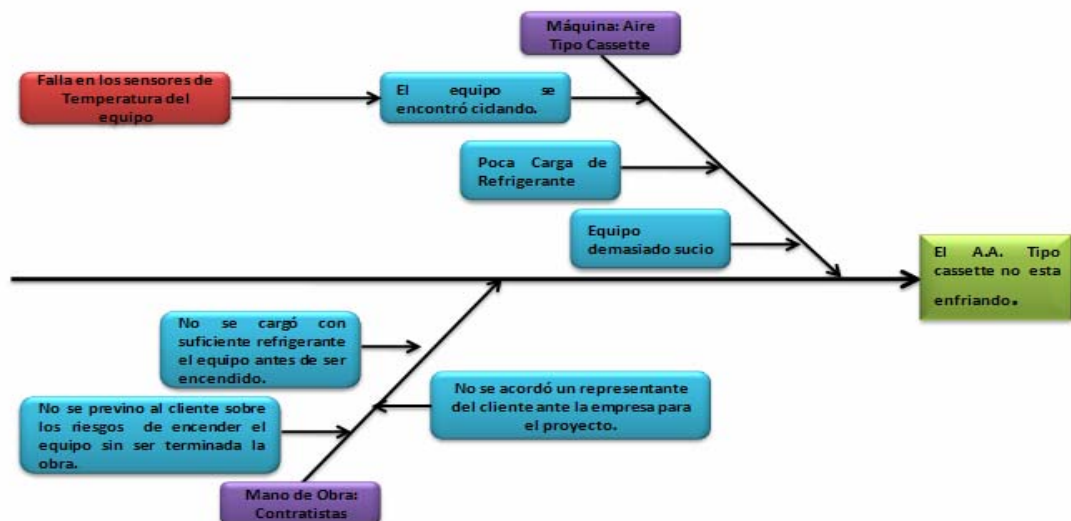 Máquina: Aire
Tipo Cassette
Falla en los sensores de
Temperatura del
equipo
El equipo se
encontró ciclando.
Poca Carga de
Refrigerante
Equipo
demasiado sucio
El A.A. Tipo
cassette no esta
enfriando.
No se cargó con
suficiente refrigerante
el equipo antes de ser
encendido.
No se acordó un representante
del cliente ante la empresa para
el proyecto.
No se previno al cliente sobre
los riesgos de encender el
equipo sin ser terminada la
obra.
Mano de Obra:
Contratistas